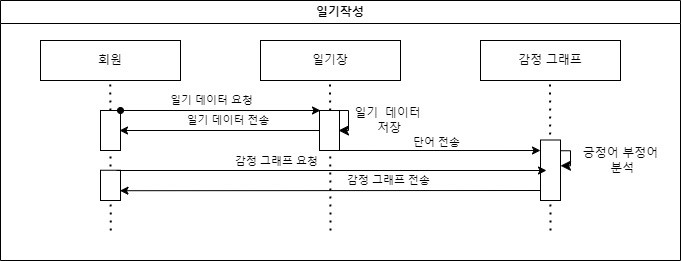 일기작성
회원
일기장
감정 그래프
일기 데이터 요청
일기 데이터
저장
일기 데이터 전송
단어 전송
긍정어 부정어
분석
감정 그래프 요청
감정 그래프 전송